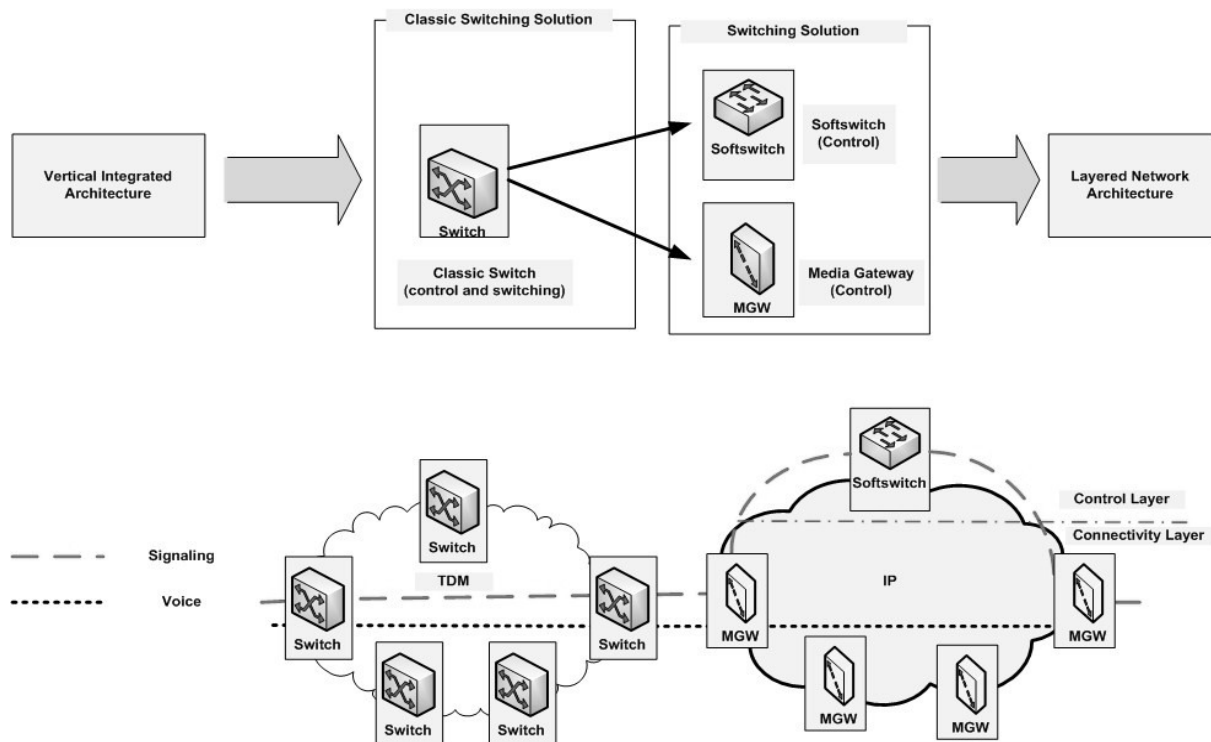 Classic Switching Solution
Switching Solution
Vertical Integrated
Architecture
Switch
Classic Switch
(control and switching)
Softswitch
Softswitch
(Control)
MGW
Media Gateway
(Control)
Layered Network
Architecture
Signaling
Voice
Switch
Switch
TDM
Switch
Switch
Switch
Softswitch
Control Layer
Connectivity Layer
IP
MGW
MGW
MGW
MGW